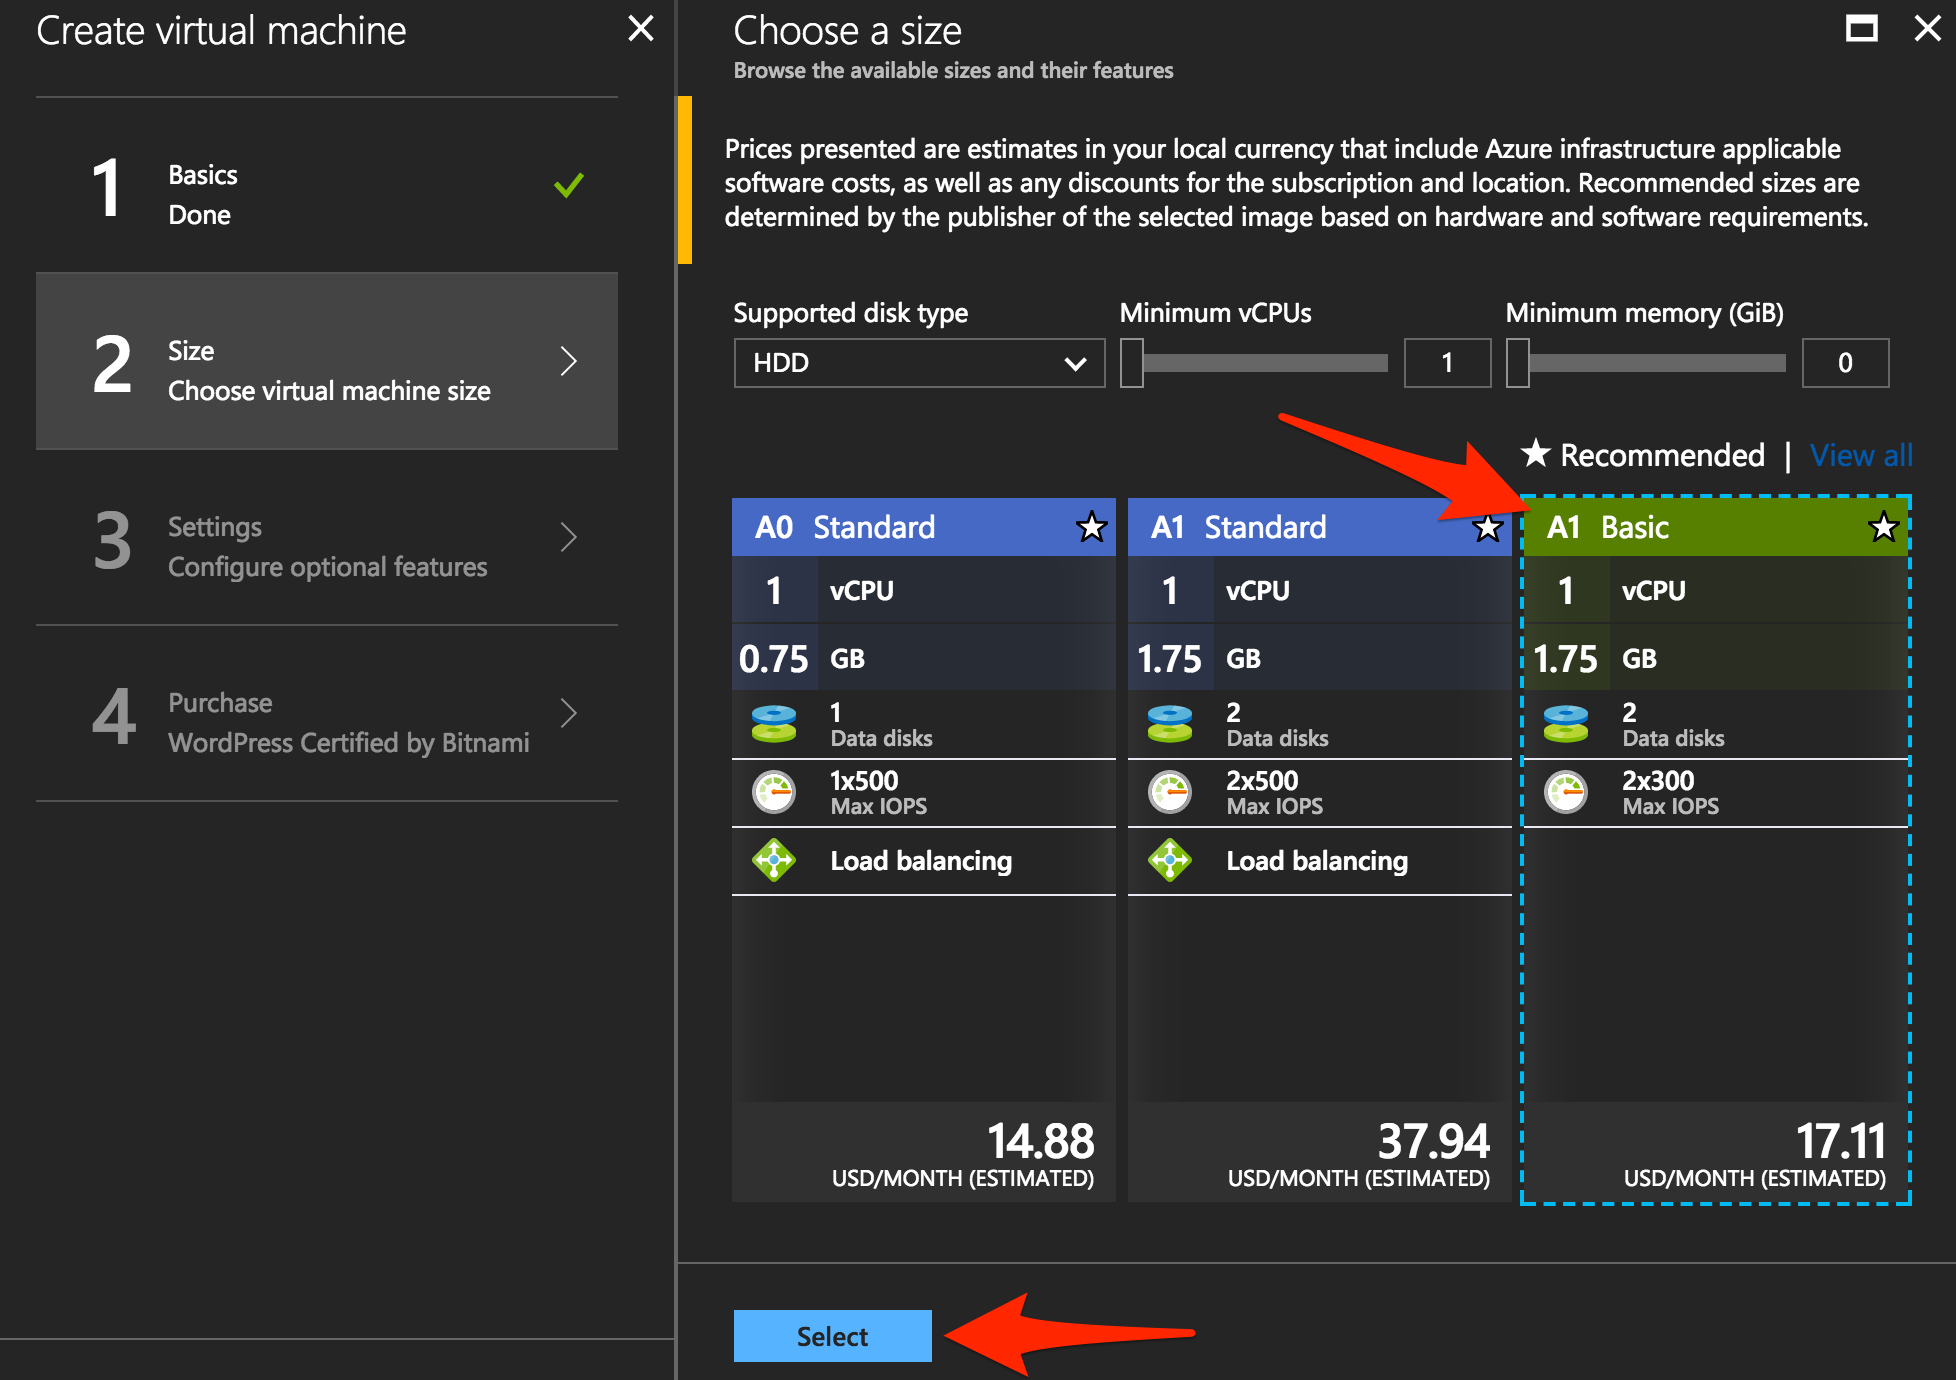 Create virtual machine
1
Basics
Done
2
Size
Choose virtual machine size
3
Settings
Configure optional features
4
Purchase
WordPress Certified by Bitnami
Choose a size
Browse the available sizes and their features
Prices presented are estimates in your local currency that include Azure infrastructure applicable
software costs, as well as any discounts for the subscription and location. Recommended sizes are
determined by the publisher of the selected image based on hardware and software requirements.
Supported disk type
HDD
Minimum vCPUs
1
Minimum memory (GiB)
0
★ Recommended | View all
A0 Standard
1 vCPU
0.75 GB
1
Data disks
1x500
Max IOPS
Load balancing
14.88
USD/MONTH (ESTIMATED)
A1 Standard
1 vCPU
1.75 GB
2
Data disks
2x500
Max IOPS
Load balancing
37.94
USD/MONTH (ESTIMATED)
A1 Basic
1 vCPU
1.75 GB
2
Data disks
2x300
Max IOPS
17.11
USD/MONTH (ESTIMATED)
Select